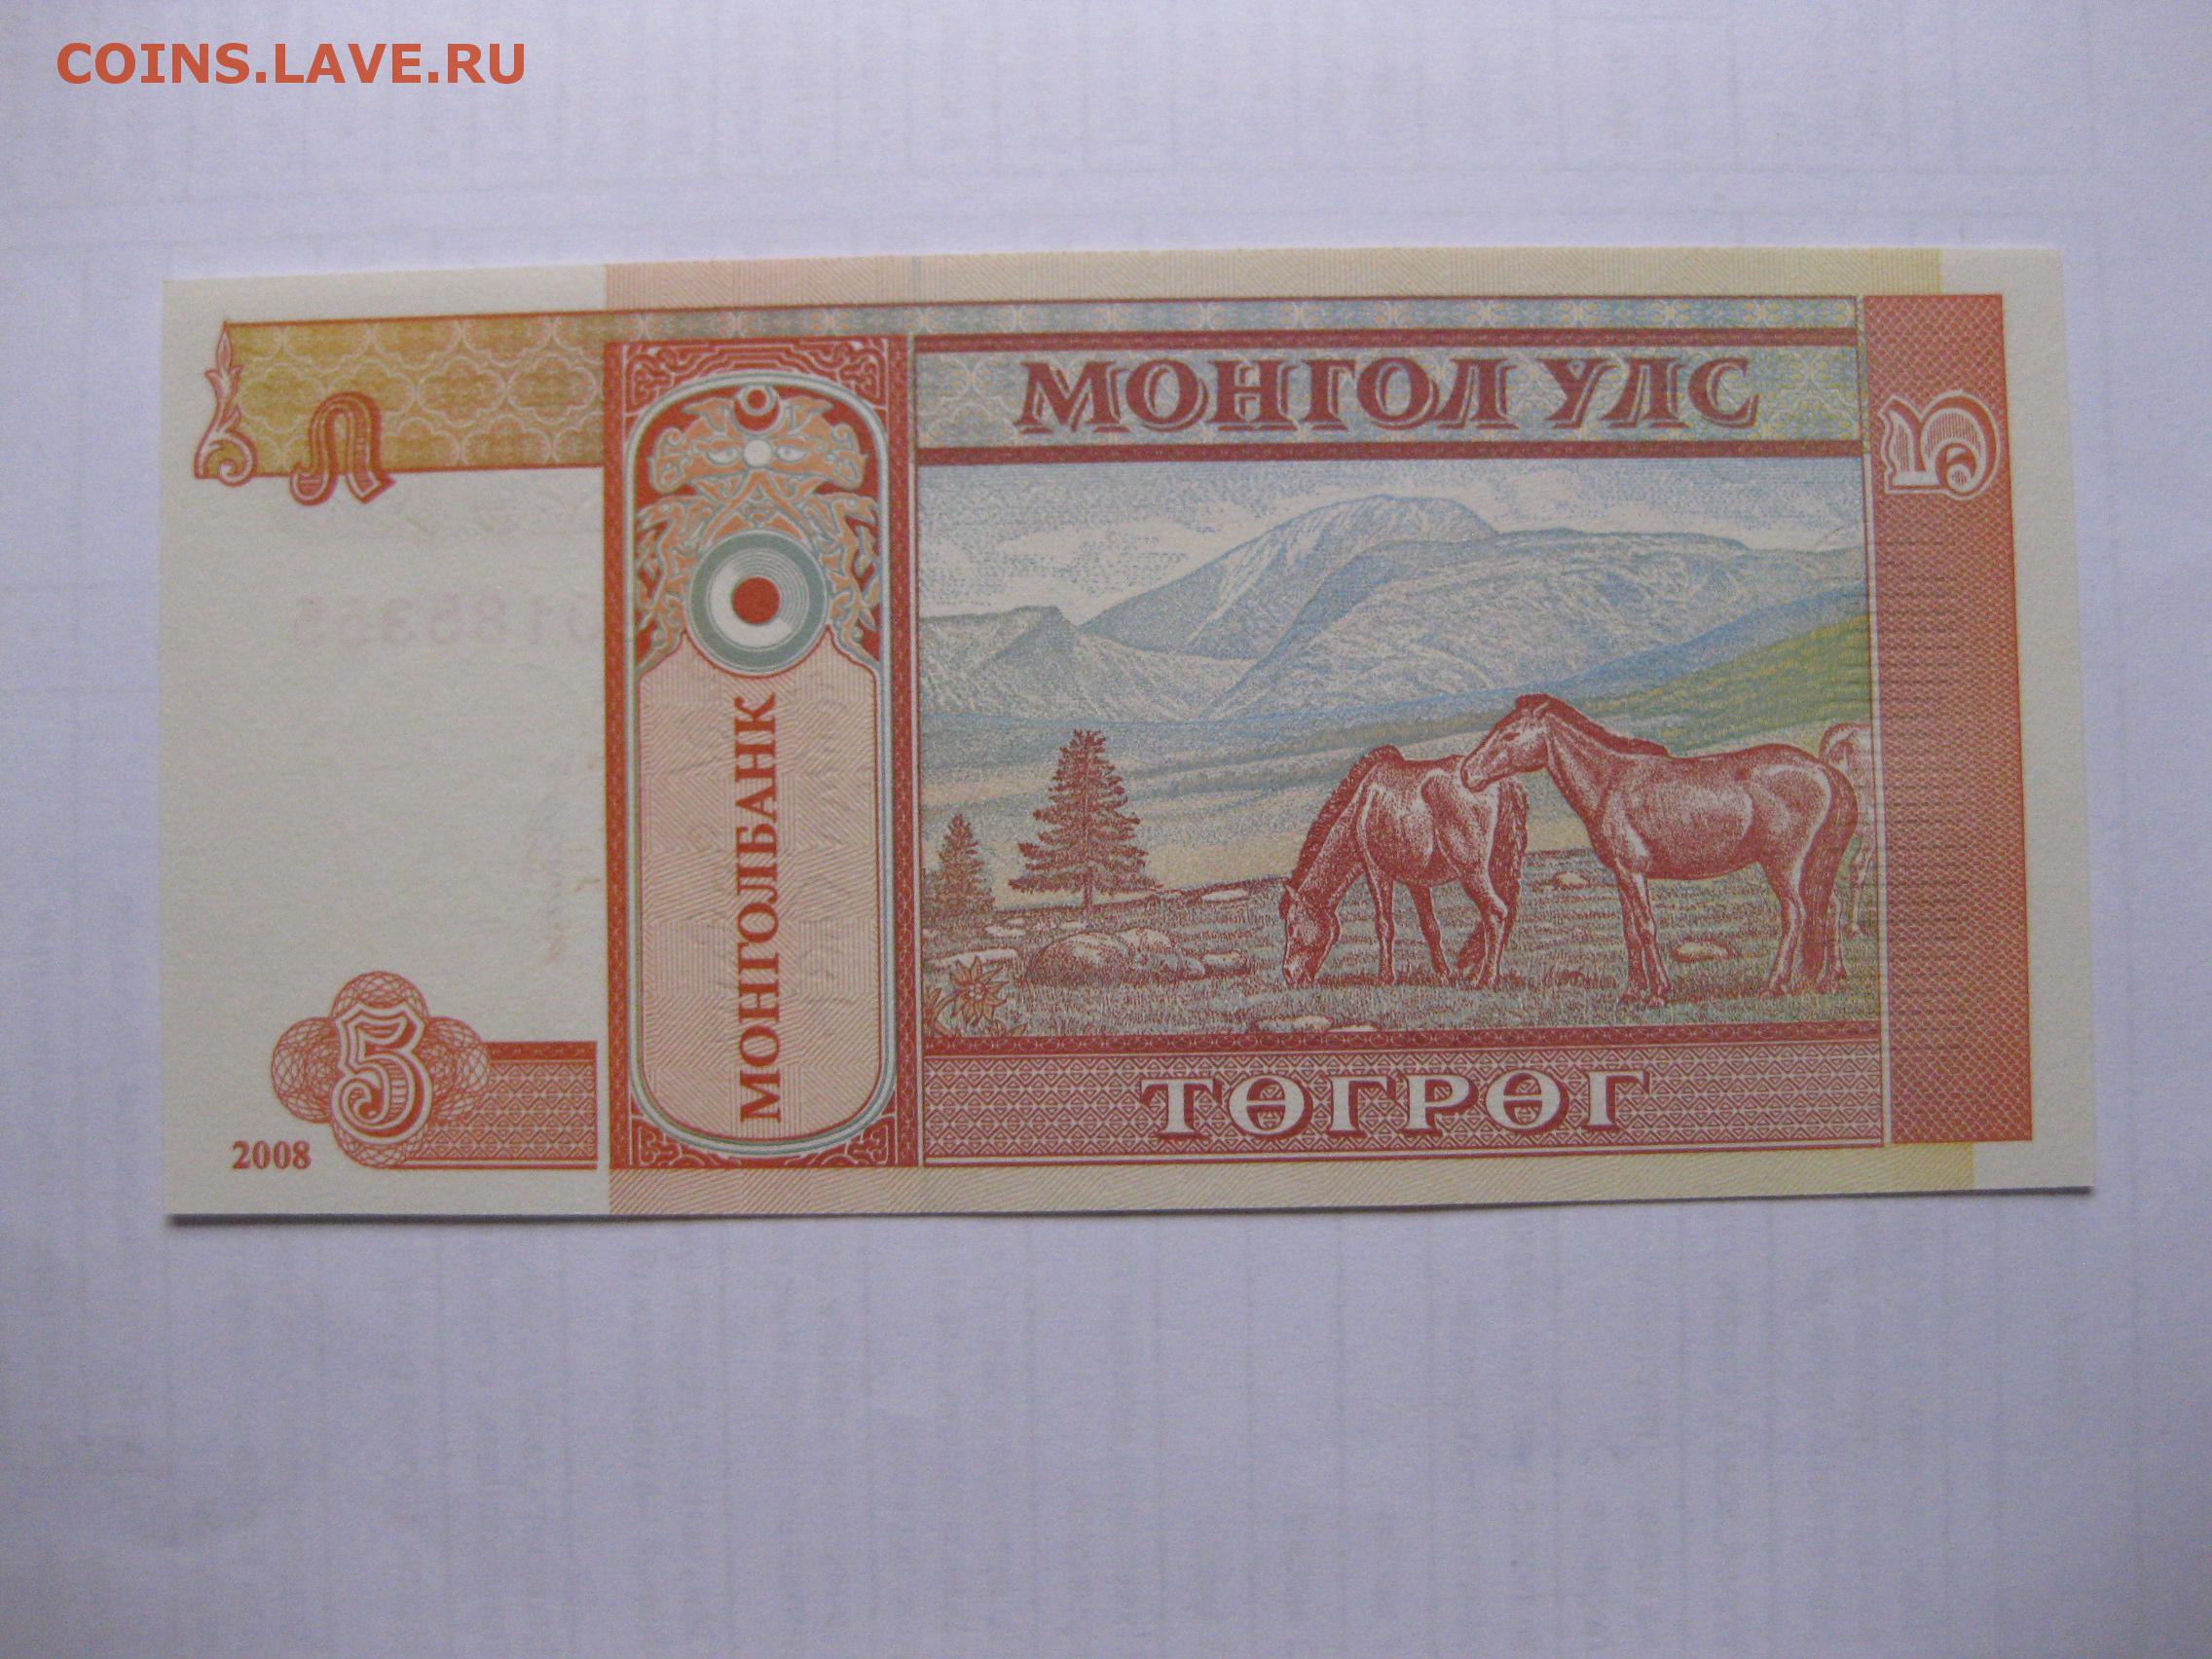 COINS.LAVE.RU
МОНГОЛ УЛС
5
МОНГОЛБАНК
5
ТӨГРӨГ
2008